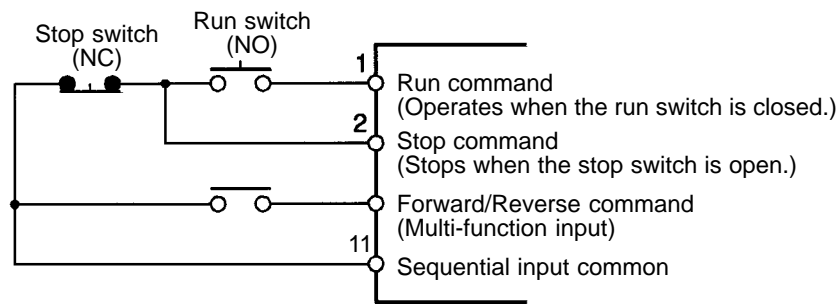 Stop switch
(NC)
Run switch
(NO)
1
Run command
(Operates when the run switch is closed.)
2
Stop command
(Stops when the stop switch is open.)
Forward/Reverse command
(Multi-function input)
11
Sequential input common